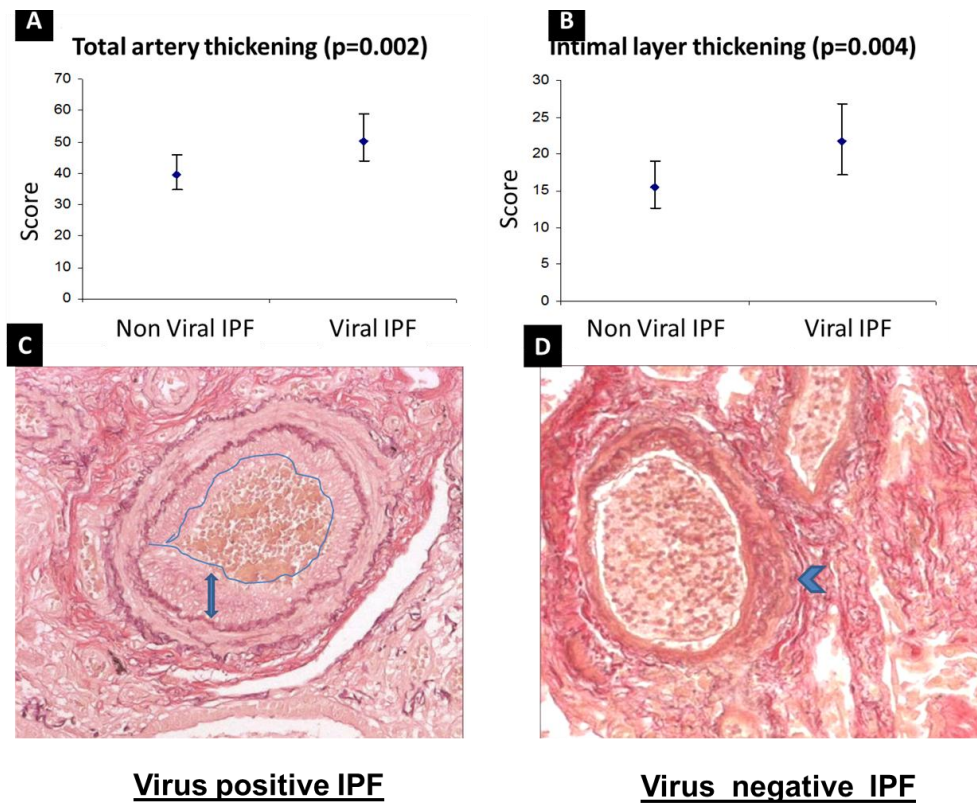 A
Total artery thickening (p=0.002)
70
60
50
40
30
20
10
0
Score
Non Viral IPF Viral IPF
B
Intimal layer thickening (p=0.004)
30
25
20
15
10
5
0
Score
Non Viral IPF Viral IPF
C
D
Virus positive IPF
Virus negative IPF